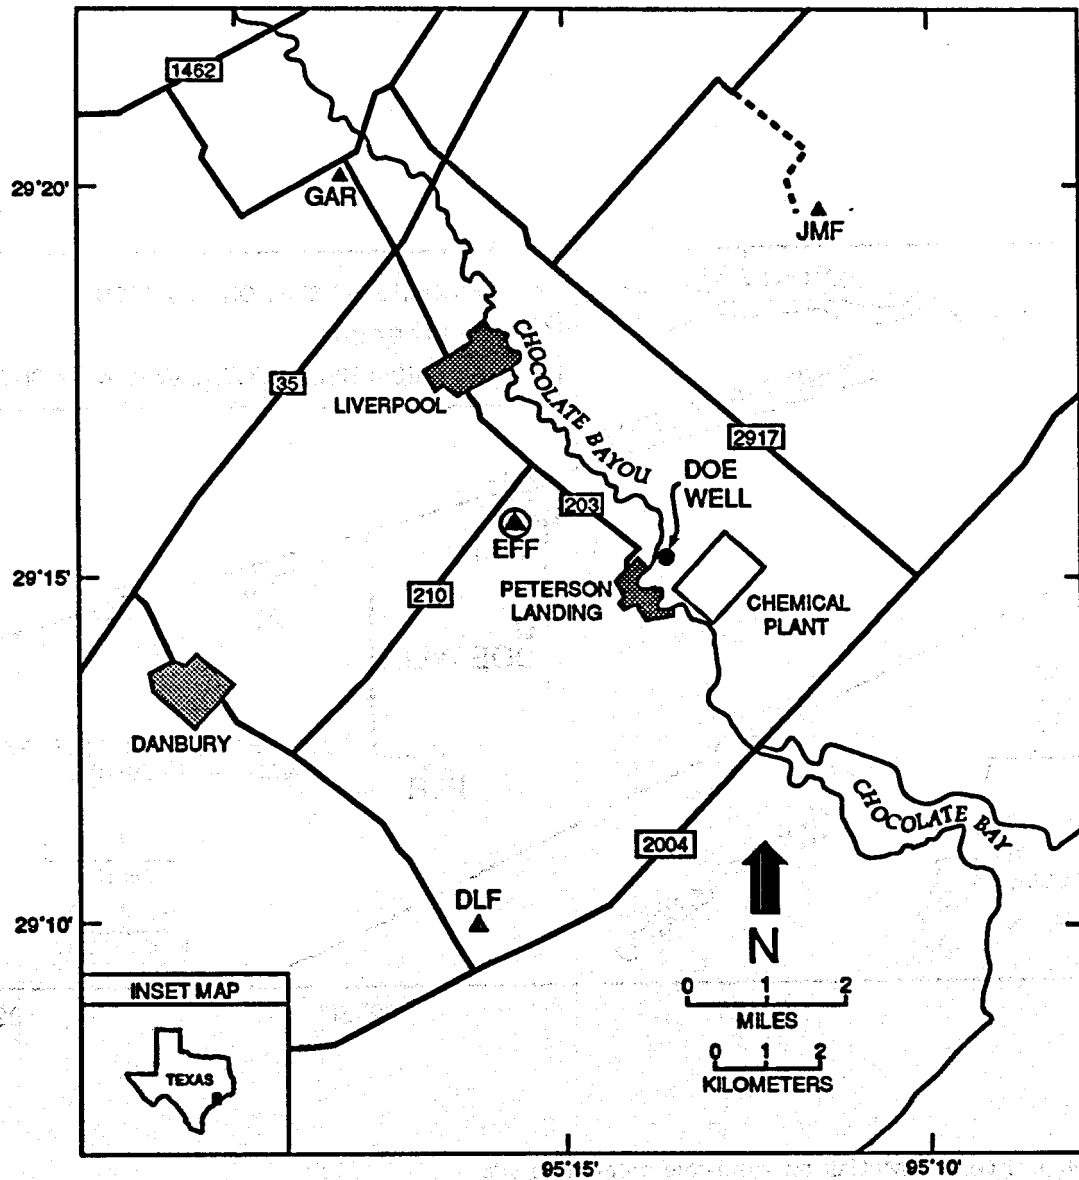 1462
29°20'
GAR
JMF
CHOCOLATE BAYOU
35
LIVERPOOL
2917
DOE
WELL
203
EFF
29°15'
210
PETERSON
LANDING
CHEMICAL
PLANT
DANBURY
CHOCOLATE BAY
2004
DLF
29°10'
N
INSET MAP
0 1 2
MILES
0 1 2
KILOMETERS
TEXAS
95°15'
95°10'